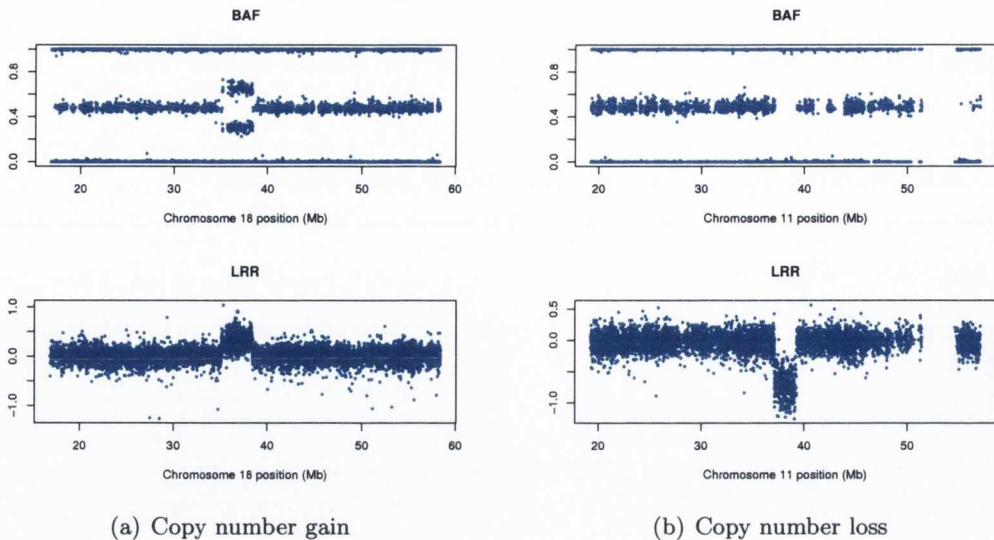 BAF
0.8
0.4
0.0
20 30 40 50 60
Chromosome 18 position (Mb)
LRR
1.0
0.0
−1.0
20 30 40 50 60
Chromosome 18 position (Mb)
(a) Copy number gain
BAF
0.8
0.4
0.0
20 30 40 50
Chromosome 11 position (Mb)
LRR
0.5
0.0
−1.0
20 30 40 50
Chromosome 11 position (Mb)
(b) Copy number loss